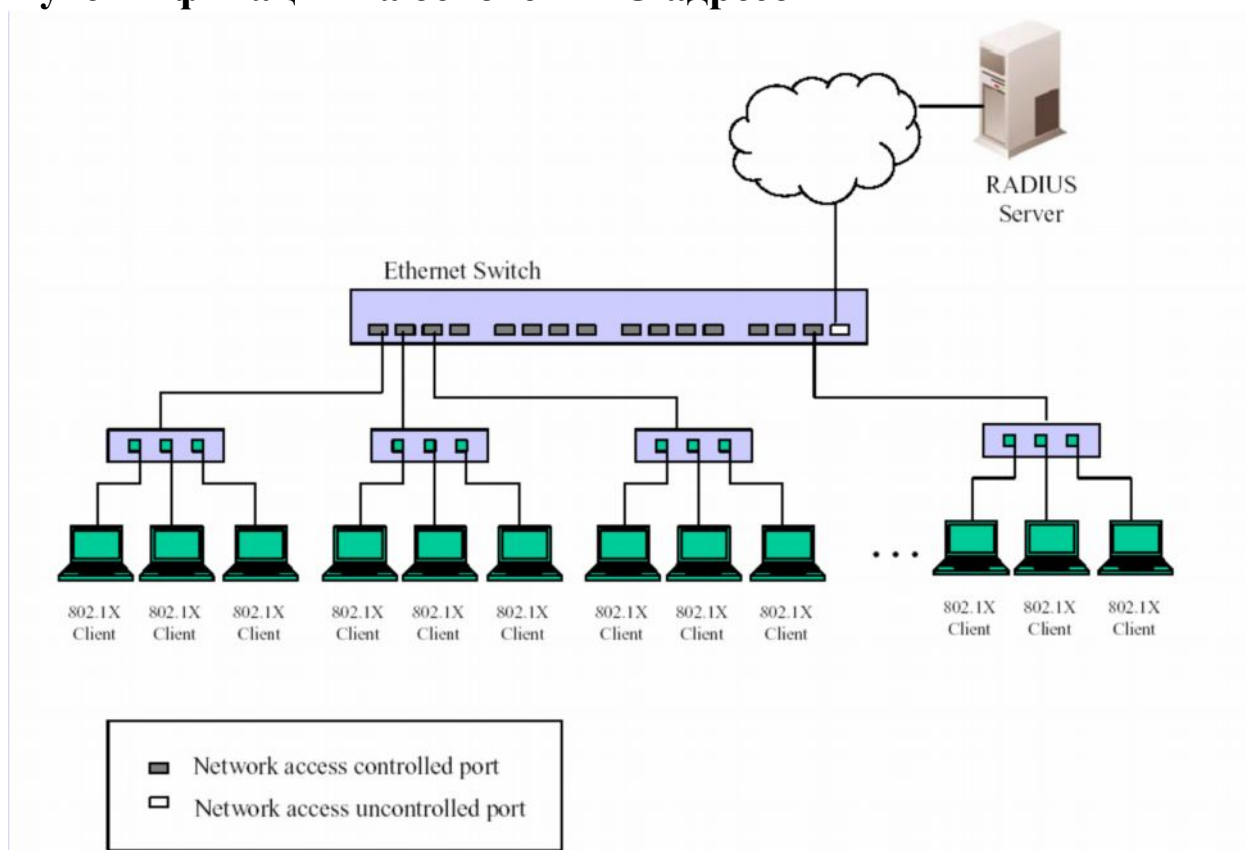 RADIUS
Server
Ethernet Switch
802.1X 802.1X 802.1X 802.1X 802.1X 802.1X 802.1X 802.1X 802.1X 802.1X 802.1X 802.1X
Client Client Client Client Client Client Client Client Client Client Client Client
...
Network access controlled port
Network access uncontrolled port